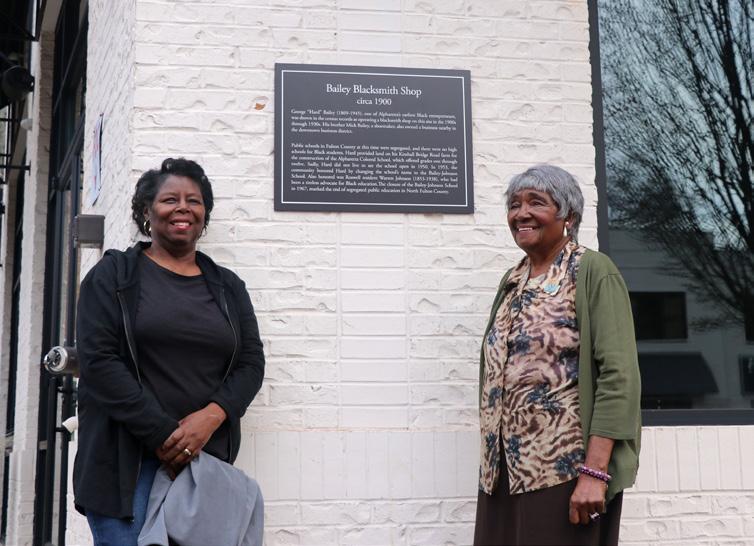 Bailey Blacksmith Shop
circa 1900
George "Hard" Bailey (1869-1945), one of Alpharetta's earliest Black entrepreneurs,
was shown in the census records as operating a blacksmith shop on this site in the 1900s
through 1930s. His brother Mick Bailey, a shoemaker, also owned a business nearby in
the downtown business district.
Public schools in Fulton County at this time were segregated, and there were no high
schools for Black students. Hard provided land on his Kimball Bridge Road farm for
the construction of the Alpharetta Colored School, which offered grades one through
twelve. Sadly, Hard did not live to see the school open in 1950. In 1953, the
community honored Hard by changing the school's name to the Bailey-Johnson
School. Also honored was Roswell resident Warren Johnson (1853-1938), who had
been a tireless advocate for Black education. The closure of the Bailey-Johnson School
in 1967, marked the end of segregated public education in North Fulton County.